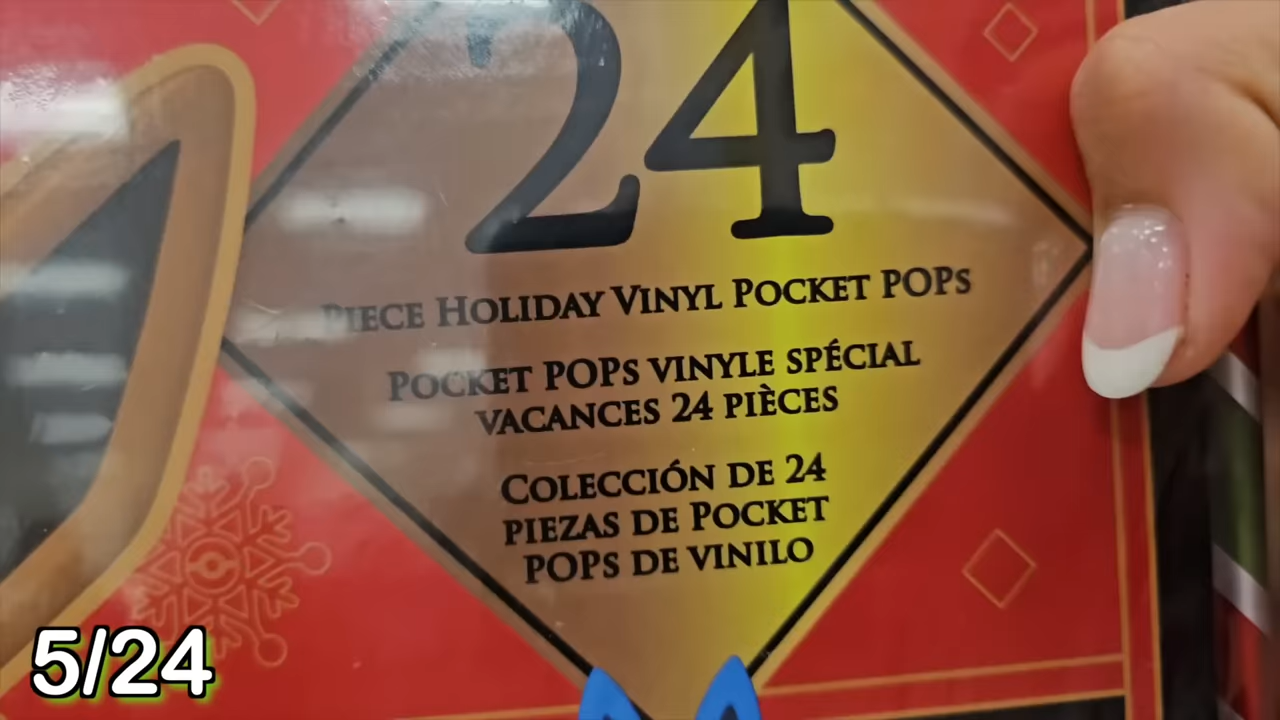 24
PIECE HOLIDAY VINYL POCKET POPS
POCKET POPS VINYLE SPÉCIAL
VACANCES 24 PIÈCES
COLECCIÓN DE 24
PIEZAS DE POCKET
POPS DE VINILO
5/24